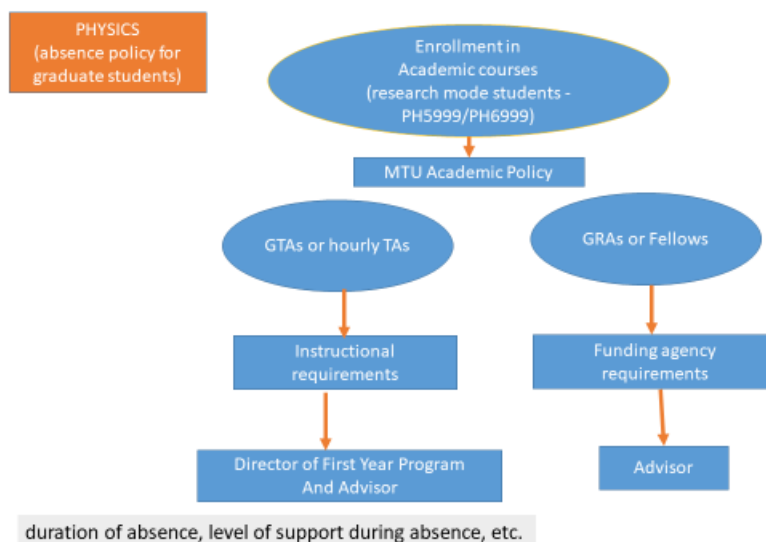 PHYSICS
(absence policy for
graduate students)
Enrollment in
Academic courses
(research mode students -
PH5999/PH6999)
MTU Academic Policy
GTAs or hourly TAs
GRAs or Fellows
Instructional
requirements
Funding agency
requirements
Director of First Year Program
And Advisor
Advisor
duration of absence, level of support during absence, etc.